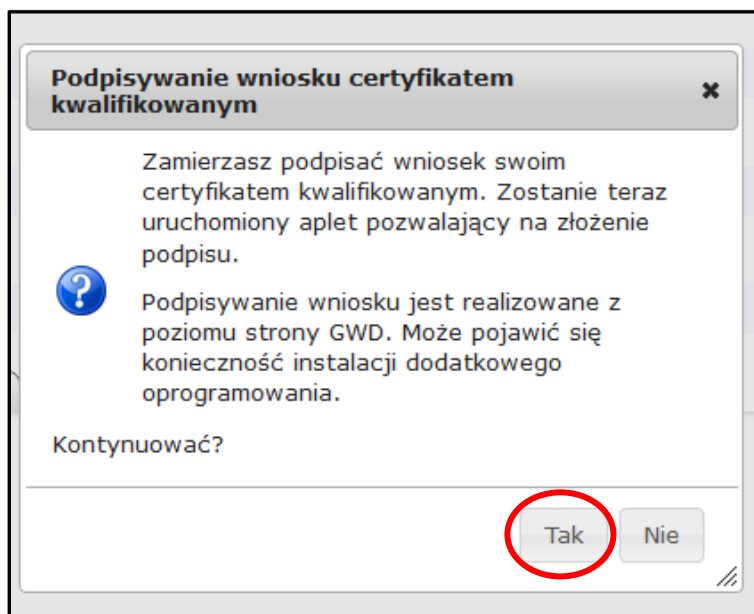 Podpisywanie wniosku certyfikatem
kwalifikowanym
Zamierzasz podpisać wniosek swoim
certyfikatem kwalifikowanym. Zostanie teraz
uruchomiony aplet pozwalający na złożenie
podpisu.
Podpisywanie wniosku jest realizowane z
poziomu strony GWD. Może pojawić się
konieczność instalacji dodatkowego
oprogramowania.
Kontynuować?
Tak Nie